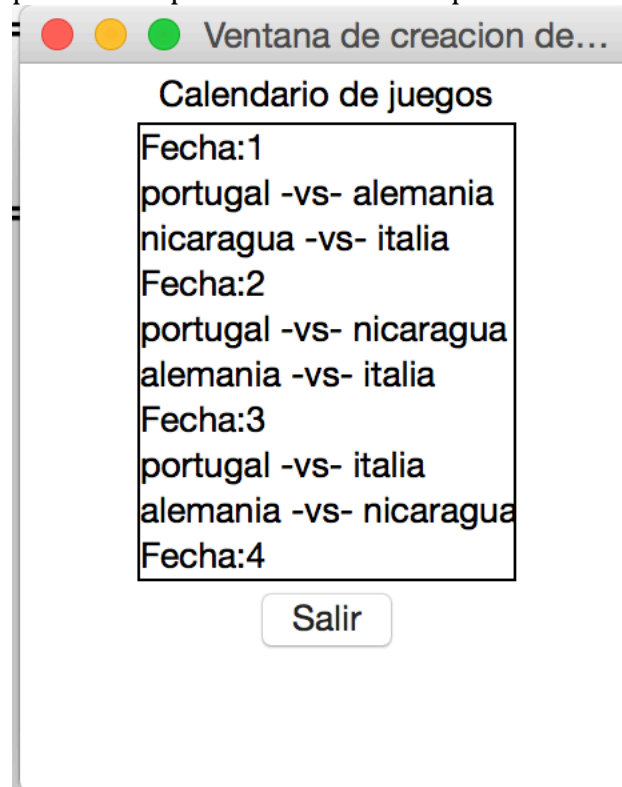 Ventana de creacion de...
Calendario de juegos
Fecha:1
portugal -vs- alemania
nicaragua -vs- italia
Fecha:2
portugal -vs- nicaragua
alemania -vs- italia
Fecha:3
portugal -vs- italia
alemania -vs- nicaragua
Fecha:4
Salir